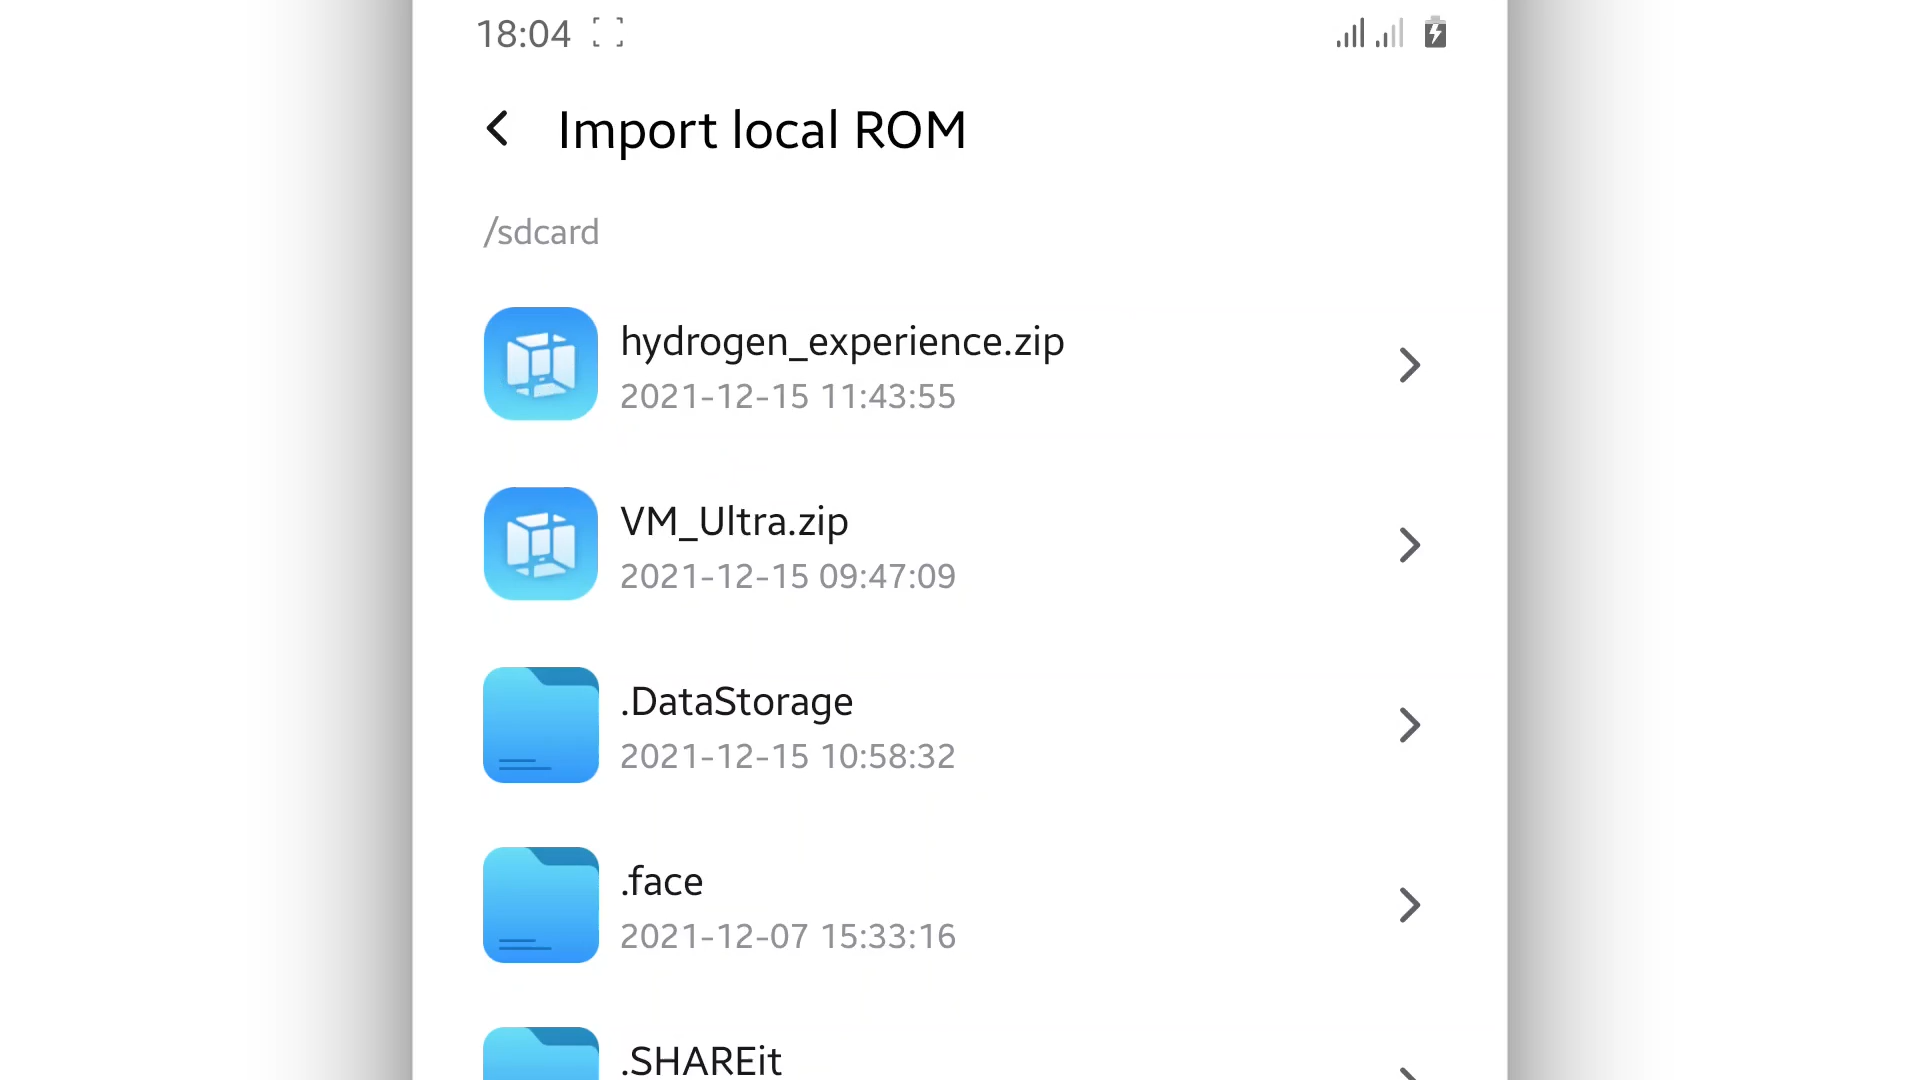 18:04
Import local ROM
/sdcard
hydrogen_experience.zip
2021-12-15 11:43:55
VM_Ultra.zip
2021-12-15 09:47:09
.DataStorage
2021-12-15 10:58:32
.face
2021-12-07 15:33:16
.SHAREit